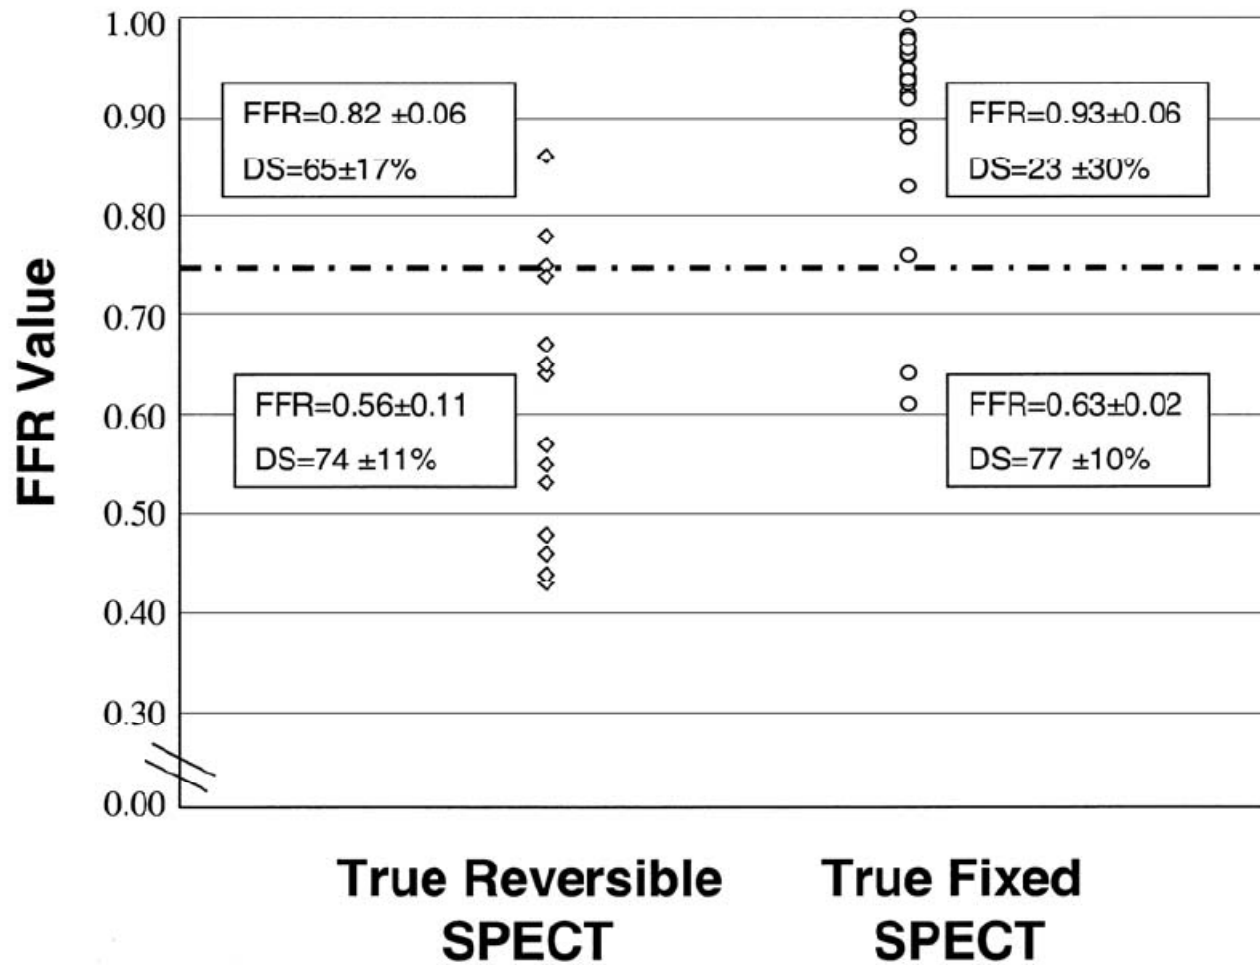 FFR Value
1.00
0.90
0.80
0.70
0.60
0.50
0.40
0.30
0.00
FFR=0.82 ±0.06
DS=65±17%
FFR=0.93±0.06
DS=23 ±30%
FFR=0.56±0.11
DS=74 ±11%
FFR=0.63±0.02
DS=77 ±10%
True Reversible
SPECT
True Fixed
SPECT